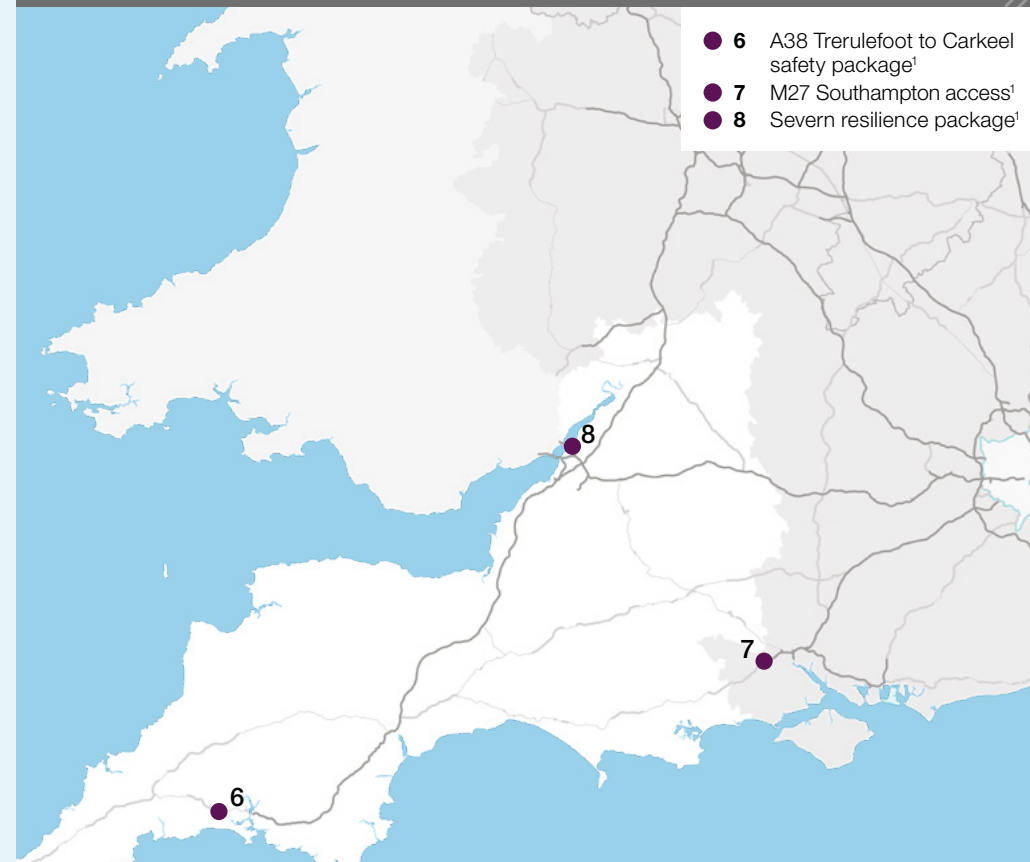 6 A38 Trerulefoot to Carkeel
safety package¹
7 M27 Southampton access¹
8 Severn resilience package¹
8
7
6